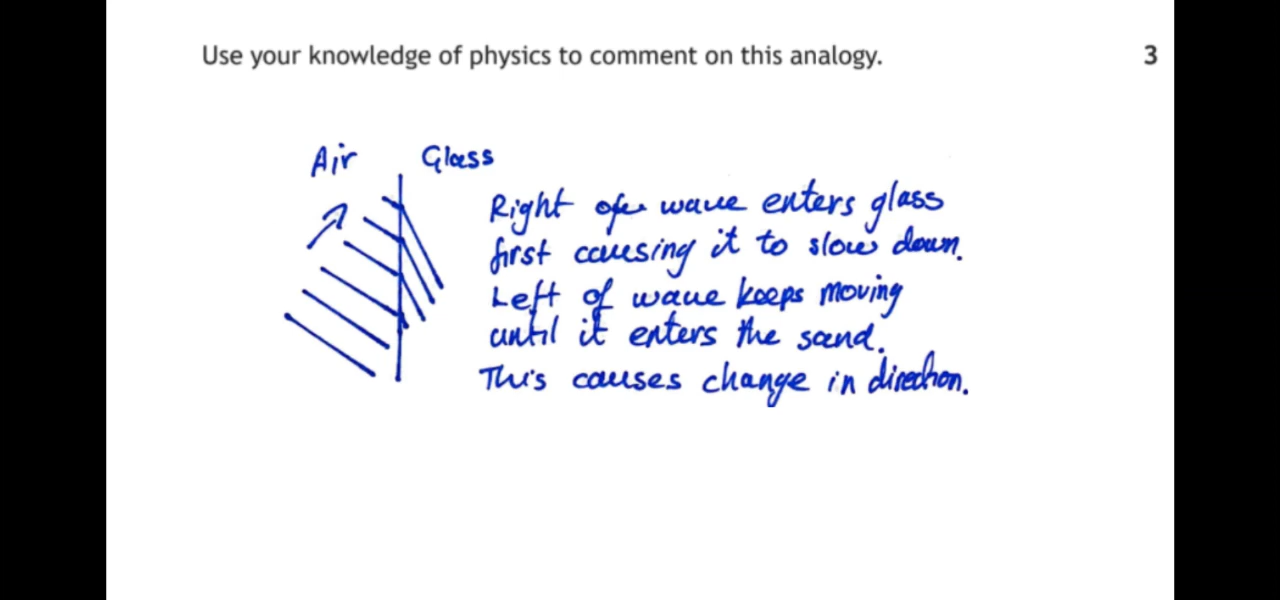 Use your knowledge of physics to comment on this analogy. 3
Air Glass
Right of wave enters glass
first causing it to slow down.
Left of wave keeps moving
until it enters the sand.
This causes change in direction.